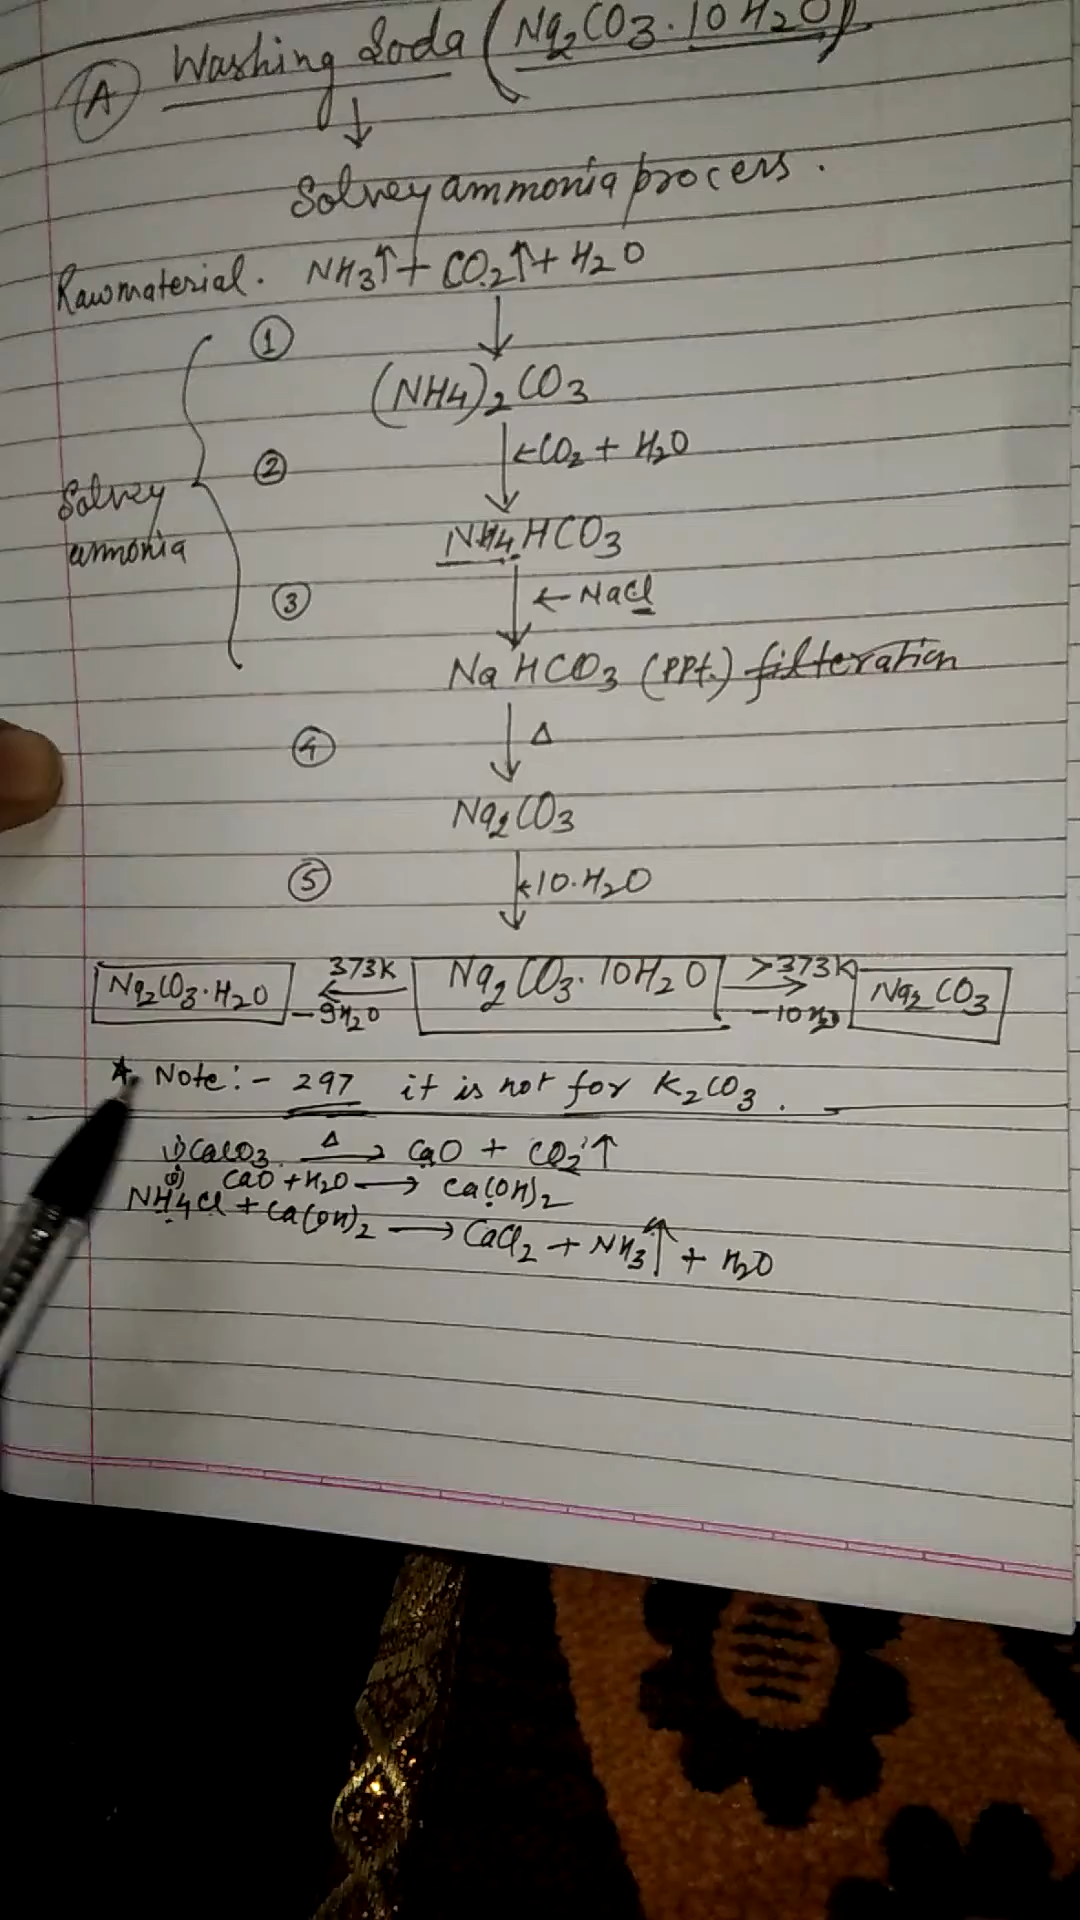 (A) Washing Soda (Na2CO3.10H2O)
↓
Solvey ammonia process.
Rawmaterial. NH3↑ + CO2↑ + H2O
① ↓
(NH4)2CO3
② ↓ ← CO2 + H2O
Solvey ammonia
NH4HCO3
③ ↓ ← NaCl
NaHCO3 (PPt.) filteration
④ ↓ Δ
Na2CO3
⑤ ↓ ← 10.H2O
Na2CO3.H2O ← 373K -9H2O Na2CO3.10H2O >373K → -10H2O Na2CO3
* Note:- 297 it is not for K2CO3.
i) CaCO3 Δ → CaO + CO2↑
ii) CaO + H2O → Ca(OH)2
NH4Cl + Ca(OH)2 → CaCl2 + NH3↑ + H2O